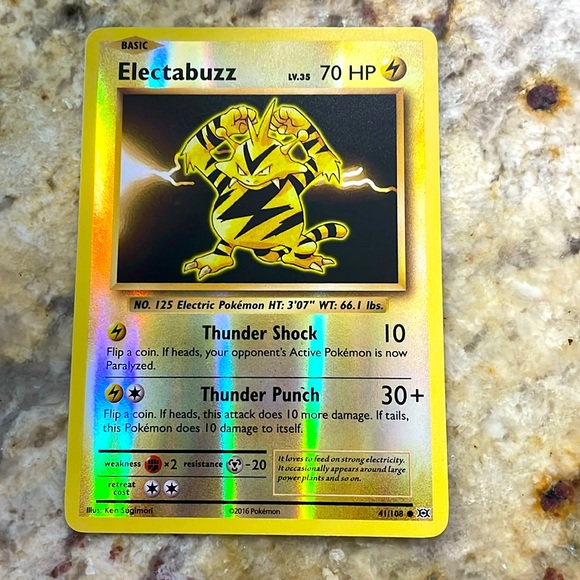 BASIC
Electabuzz LV.35 70 HP
NO. 125 Electric Pokémon HT: 3'07" WT: 66.1 lbs.
Thunder Shock 10
Flip a coin. If heads, your opponent's Active Pokémon is now
Paralyzed.
Thunder Punch 30+
Flip a coin. If heads, this attack does 10 more damage. If tails,
this Pokémon does 10 damage to itself.
weakness ×2 resistance -20
retreat
cost
It loves to feed on strong electricity.
It occasionally appears around large
power plants and so on.
Illus. Ken Sugimori ©2016 Pokémon 41/108